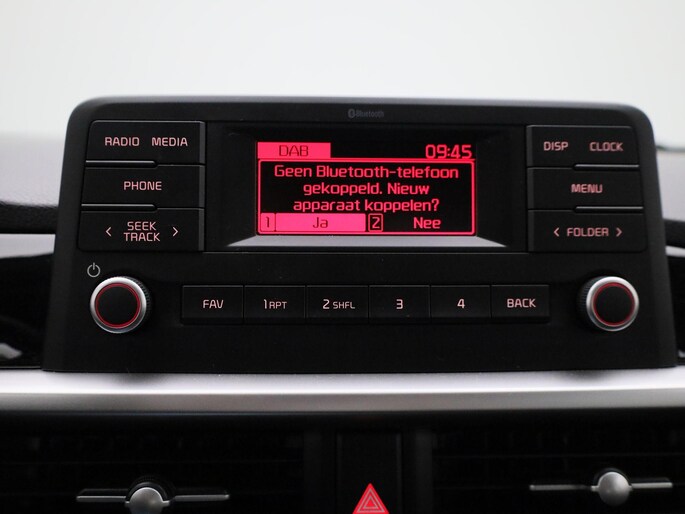 Bluetooth
RADIO MEDIA
DAB 09:45
DISP CLOCK
Geen Bluetooth-telefoon
gekoppeld. Nieuw
apparaat koppelen?
1 Ja 2 Nee
PHONE
MENU
< SEEK TRACK >
< FOLDER >
FAV 1 RPT 2 SHFL 3 4 BACK